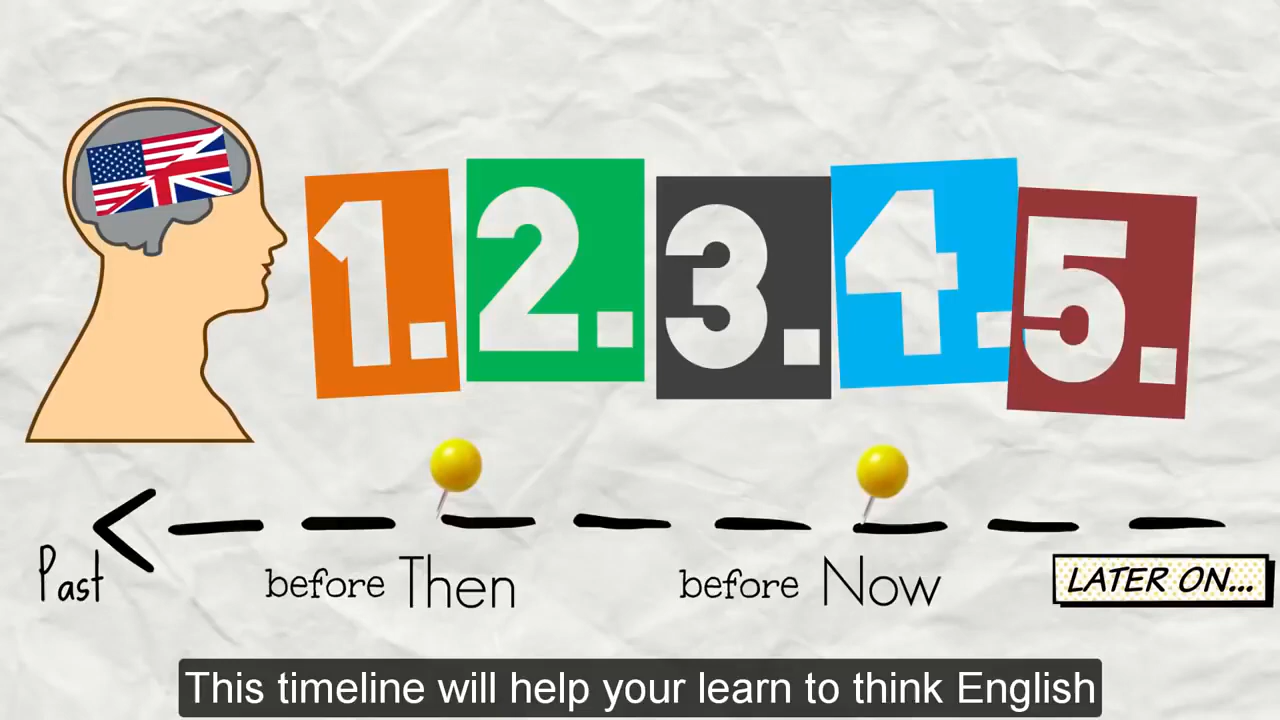 1. 2. 3. 4. 5.
Past before Then before Now LATER ON...
This timeline will help your learn to think English